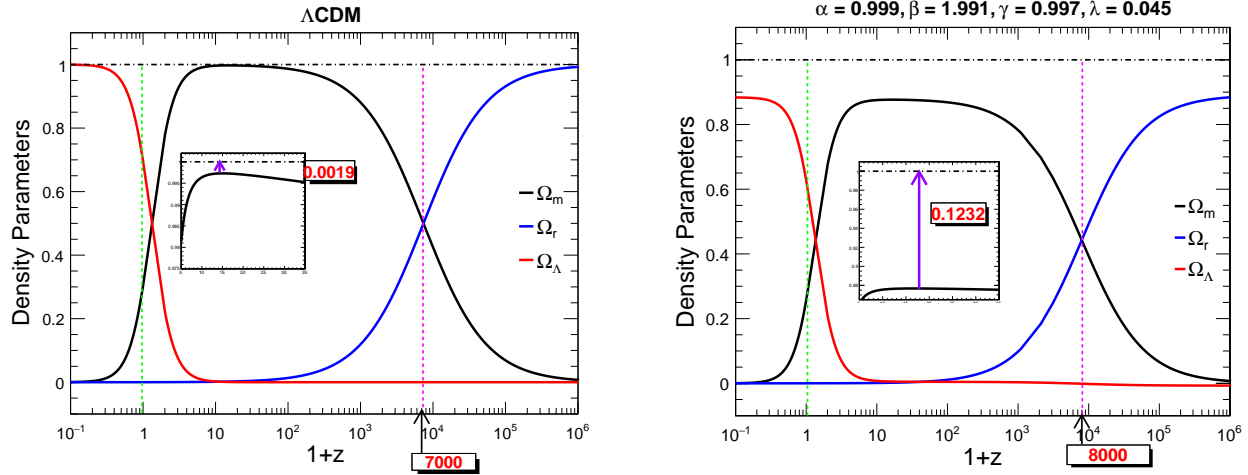 ΛCDM
Density Parameters
1
0.8
0.6
0.4
0.2
0
0.0019
Ωm
Ωr
ΩΛ
10⁻¹ 1 10 10² 10³ 10⁴ 10⁵ 10⁶
1+z
7000
α = 0.999, β = 1.991, γ = 0.997, λ = 0.045
Density Parameters
1
0.8
0.6
0.4
0.2
0
0.1232
Ωm
Ωr
ΩΛ
10⁻¹ 1 10 10² 10³ 10⁴ 10⁵ 10⁶
1+z
8000